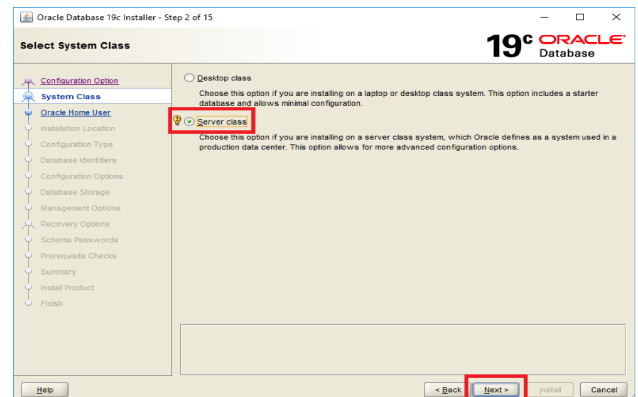 Oracle Database 19c Installer - Step 2 of 15
Select System Class
19c ORACLE
Database
Configuration Option
System Class
Oracle Home User
Installation Location
Configuration Type
Database Identifiers
Configuration Options
Database Storage
Management Options
Recovery Options
Schema Passwords
Prerequisite Checks
Summary
Install Product
Finish
Desktop class
Choose this option if you are installing on a laptop or desktop class system. This option includes a starter
database and allows minimal configuration.
Server class
Choose this option if you are installing on a server class system, which Oracle defines as a system used in a
production data center. This option allows for more advanced configuration options.
Help
< Back
Next >
Install
Cancel